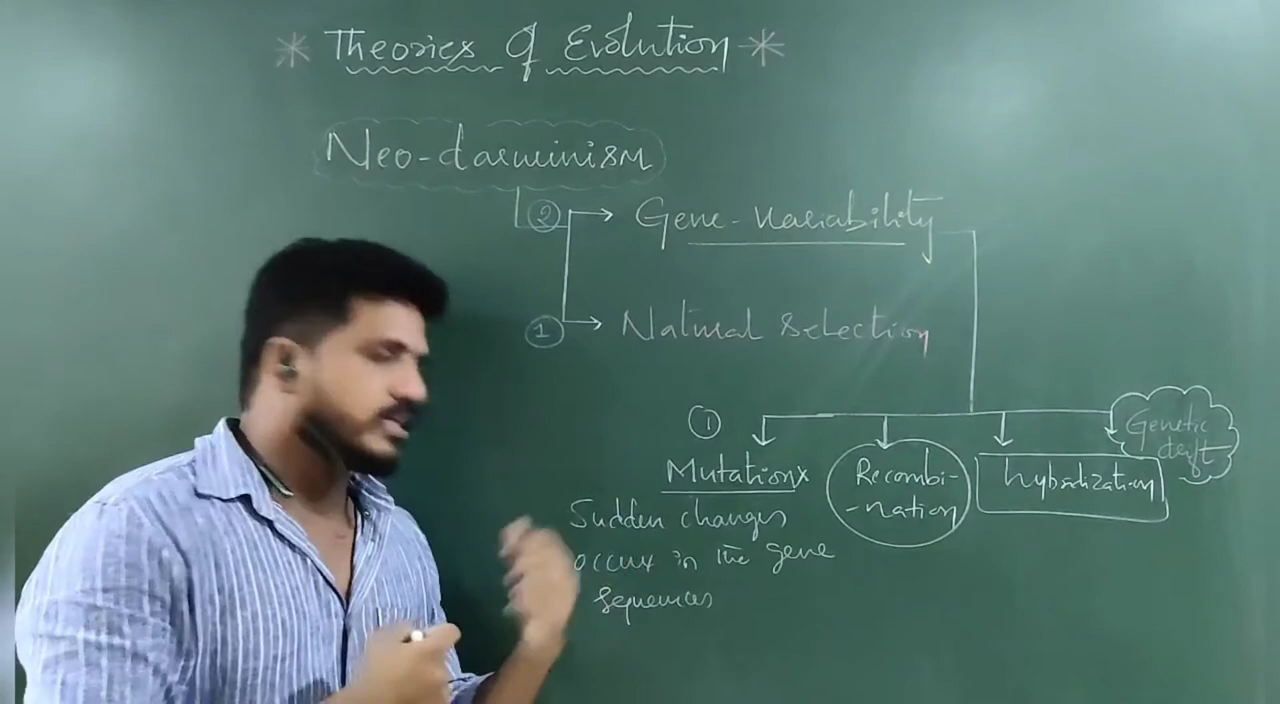 * Theories Of Evolution *
Neo-darwinism
② → Gene-variability
① → Natural selection
①
Mutations
Recombi-
-nation
hybridization
Genetic
drift
Sudden changes
occurs in the gene
sequences